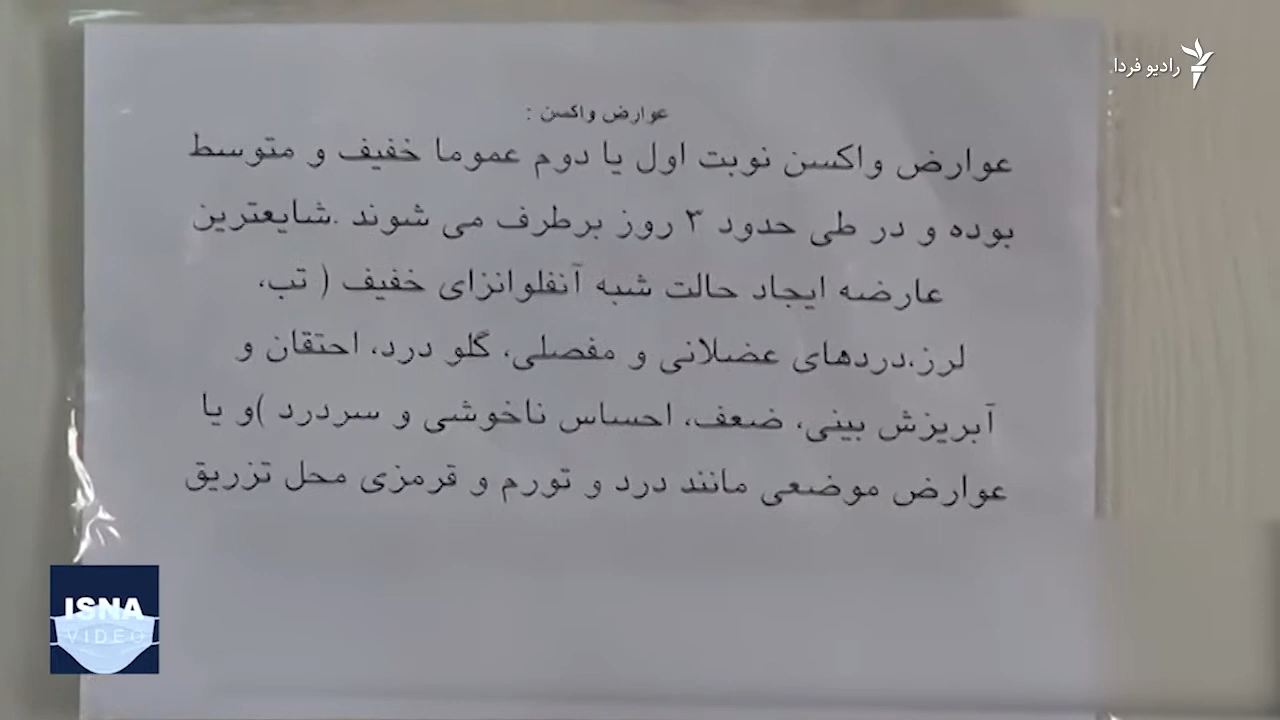 رادیو فردا
عوارض واکسن :
عوارض واکسن نوبت اول یا دوم عموما خفیف و متوسط
بوده و در طی حدود ۳ روز برطرف می شوند .شایعترین
عارضه ایجاد حالت شبه آنفلوانزای خفیف ( تب،
لرز،دردهای عضلانی و مفصلی، گلو درد، احتقان و
آبریزش بینی، ضعف، احساس ناخوشی و سردرد )و یا
عوارض موضعی مانند درد و تورم و قرمزی محل تزریق
ISNA
VIDEO